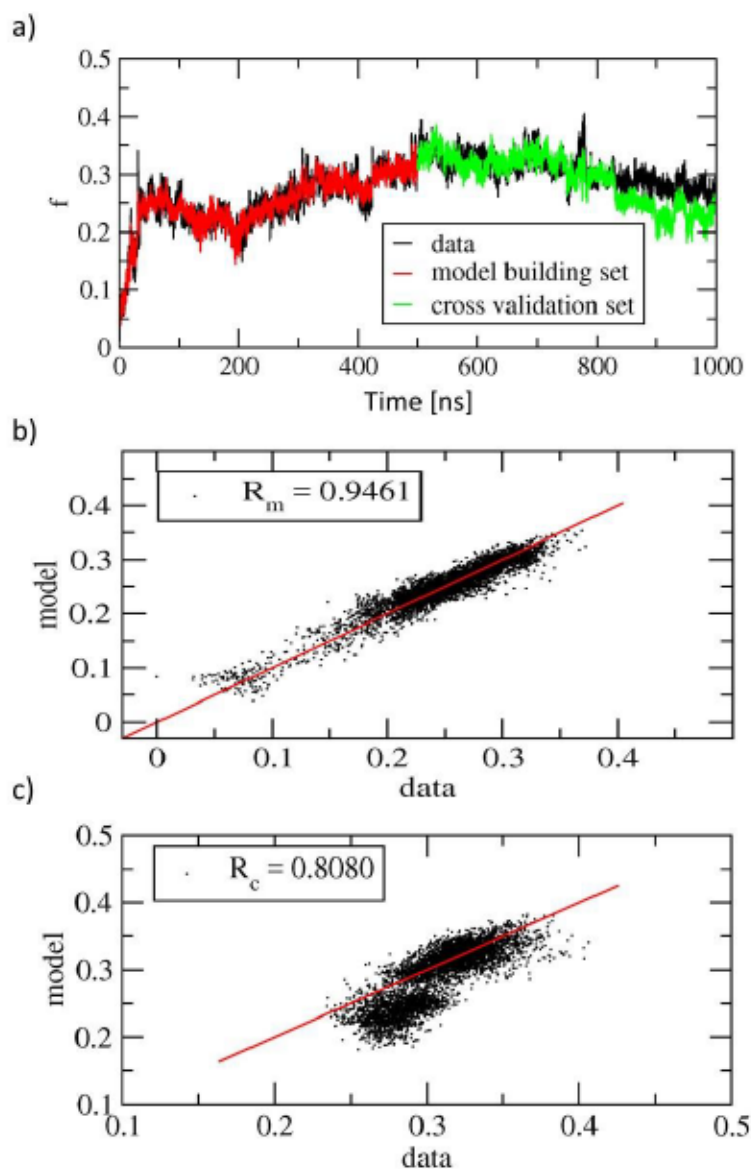 a)
0.5
0.4
0.3
f
0.2
0.1
0
data
model building set
cross validation set
0 200 400 600 800 1000
Time [ns]
b)
R_m = 0.9461
0.4
0.3
model
0.2
0.1
0
0 0.1 0.2 0.3 0.4
data
c)
0.5
R_c = 0.8080
0.4
model
0.3
0.2
0.1
0.1 0.2 0.3 0.4 0.5
data